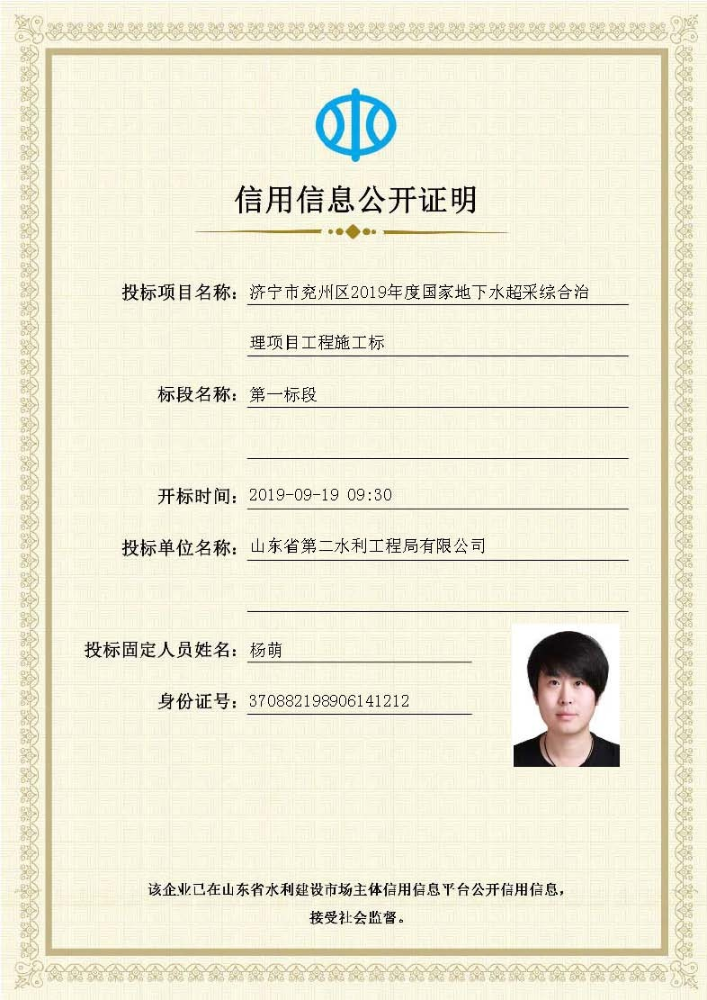 信用信息公开证明
投标项目名称：济宁市兖州区2019年度国家地下水超采综合治
理项目工程施工标
标段名称：第一标段
开标时间：2019-09-19 09:30
投标单位名称：山东省第二水利工程局有限公司
投标固定人员姓名：杨萌
身份证号：370882198906141212
该企业已在山东省水利建设市场主体信用信息平台公开信用信息，
接受社会监督。